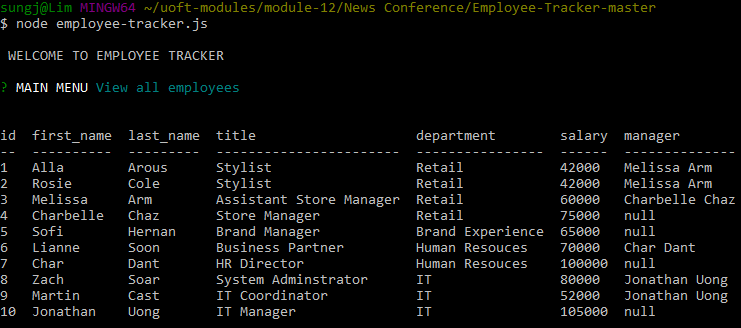 sungj@Lim MINGW64 ~/uoft-modules/module-12/News Conference/Employee-Tracker-master
$ node employee-tracker.js
WELCOME TO EMPLOYEE TRACKER
? MAIN MENU View all employees
id  first_name  last_name  title                    department        salary  manager
--  ----------  ---------  -----------------------  ----------------  ------  --------------
1   Alla        Arous      Stylist                  Retail            42000   Melissa Arm
2   Rosie       Cole       Stylist                  Retail            42000   Melissa Arm
3   Melissa     Arm        Assistant Store Manager  Retail            60000   Charbelle Chaz
4   Charbelle   Chaz       Store Manager            Retail            75000   null
5   Sofi        Hernan     Brand Manager            Brand Experience  65000   null
6   Lianne      Soon       Business Partner         Human Resouces    70000   Char Dant
7   Char        Dant       HR Director              Human Resouces    100000  null
8   Zach        Soar       System Adminstrator      IT                80000   Jonathan Uong
9   Martin      Cast       IT Coordinator           IT                52000   Jonathan Uong
10  Jonathan    Uong       IT Manager               IT                105000  null